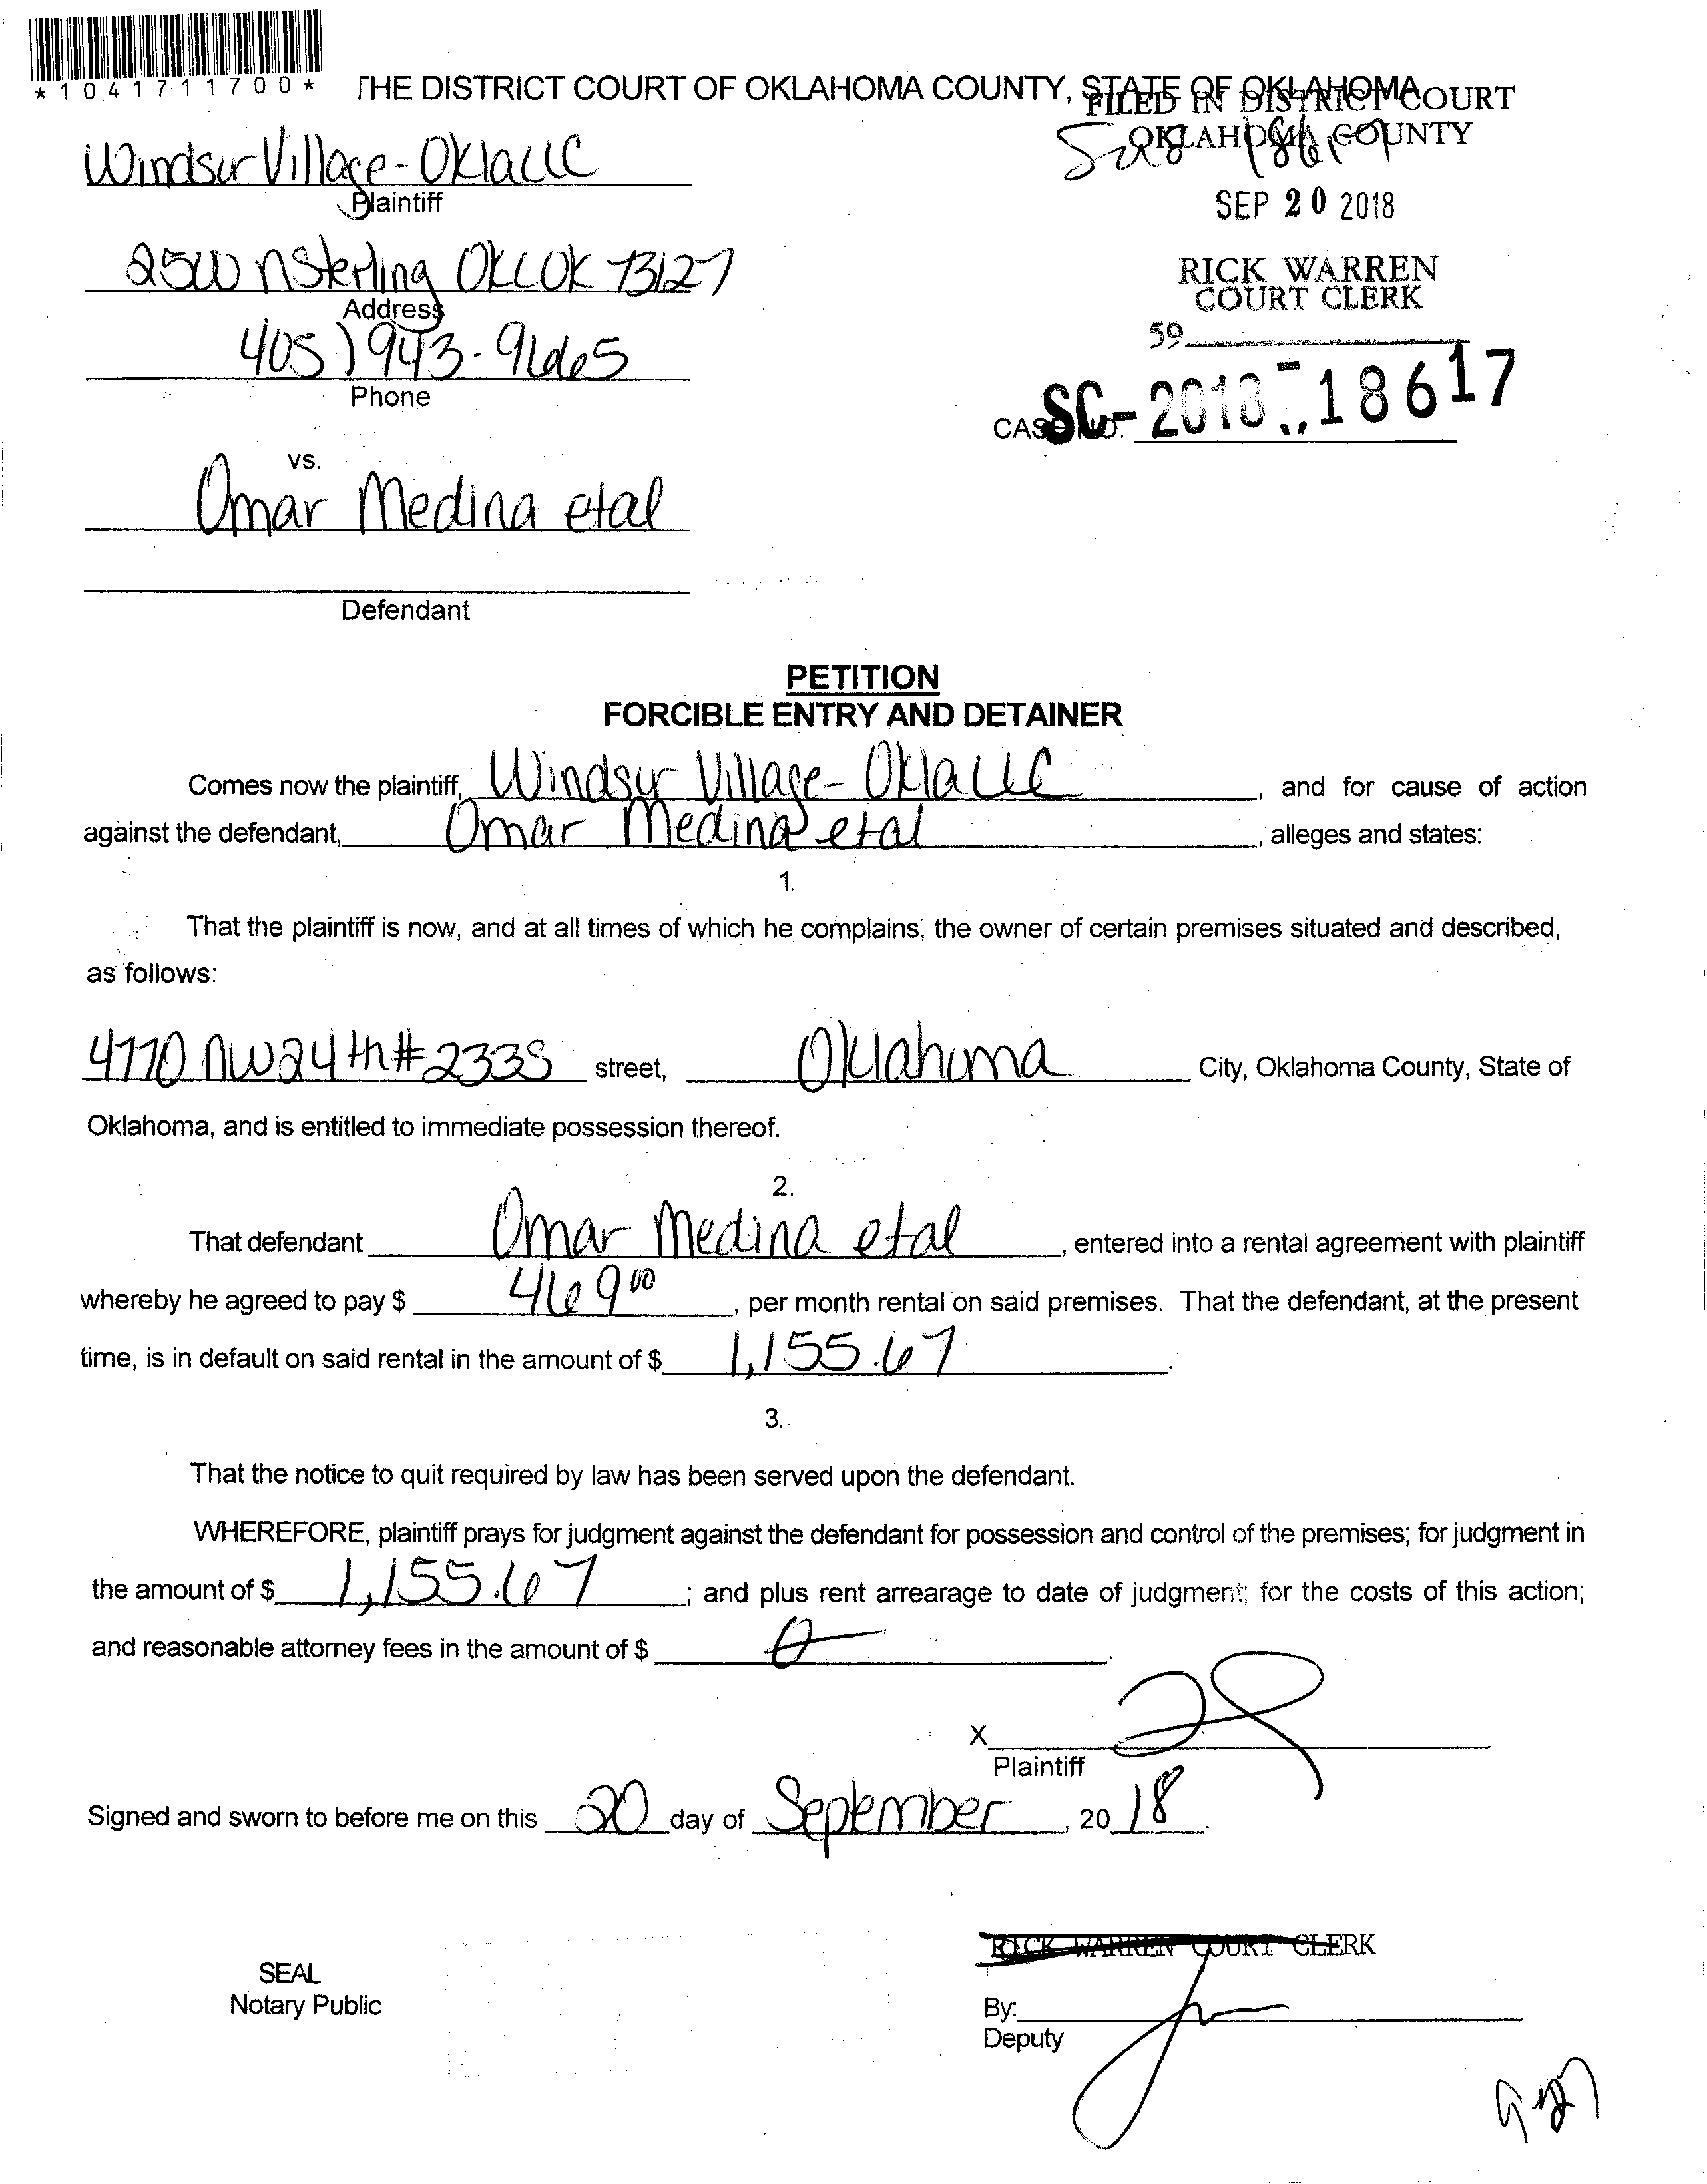 *1041711700*
THE DISTRICT COURT OF OKLAHOMA COUNTY, STATE OF OKLAHOMA
FILED IN DISTRICT COURT
OKLAHOMA COUNTY
Windsor Village-Okla LLC
Plaintiff
SEP 20 2018
2500 N Sterling OKC OK 73127
Address
RICK WARREN
COURT CLERK
405) 943-9665
Phone
59
CASE NO. SC-2018-18617
vs.
Omar Medina etal
Defendant
PETITION
FORCIBLE ENTRY AND DETAINER
Comes now the plaintiff, Windsor Village-Okla LLC, and for cause of action
against the defendant, Omar Medina etal, alleges and states:
1.
That the plaintiff is now, and at all times of which he complains, the owner of certain premises situated and described,
as follows:
4770 NW 24th #233S street, Oklahoma City, Oklahoma County, State of
Oklahoma, and is entitled to immediate possession thereof.
2.
That defendant Omar Medina etal, entered into a rental agreement with plaintiff
whereby he agreed to pay $ 469 00, per month rental on said premises. That the defendant, at the present
time, is in default on said rental in the amount of $ 1,155.67.
3.
That the notice to quit required by law has been served upon the defendant.
WHEREFORE, plaintiff prays for judgment against the defendant for possession and control of the premises; for judgment in
the amount of $ 1,155.67; and plus rent arrearage to date of judgment; for the costs of this action;
and reasonable attorney fees in the amount of $ 0.
X
Plaintiff
Signed and sworn to before me on this 20 day of September, 20 18.
RICK WARREN COURT CLERK
SEAL
Notary Public
By:
Deputy